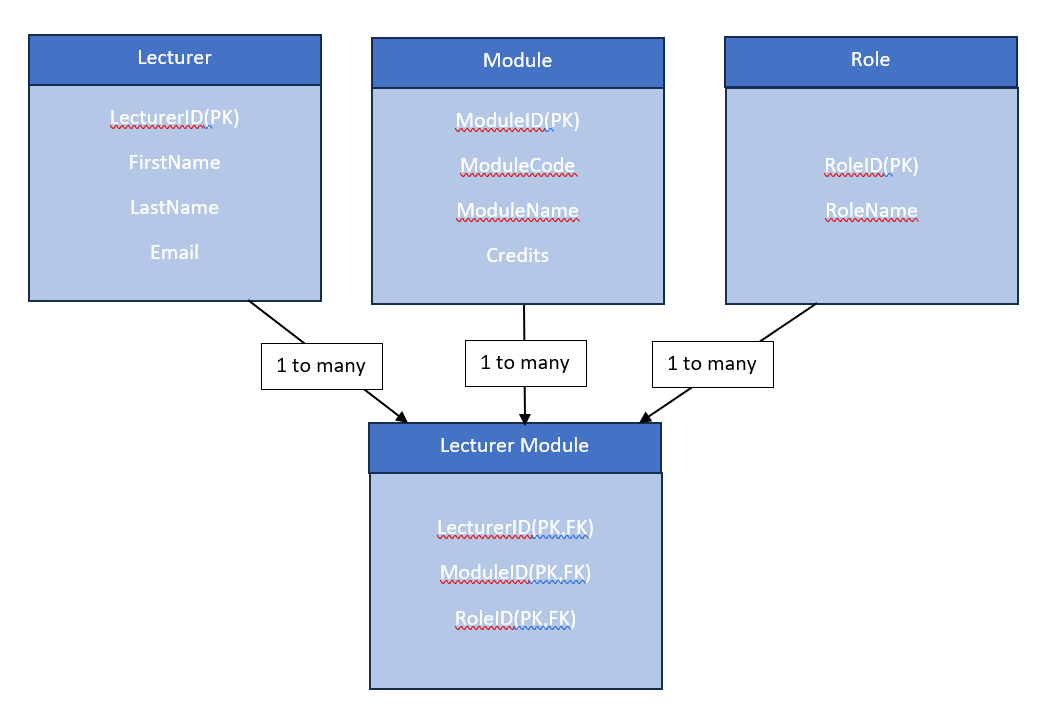 Lecturer
LecturerID(PK)
FirstName
LastName
Email
Module
ModuleID(PK)
ModuleCode
ModuleName
Credits
Role
RoleID(PK)
RoleName
1 to many
1 to many
1 to many
Lecturer Module
LecturerID(PK,FK)
ModuleID(PK,FK)
RoleID(PK,FK)